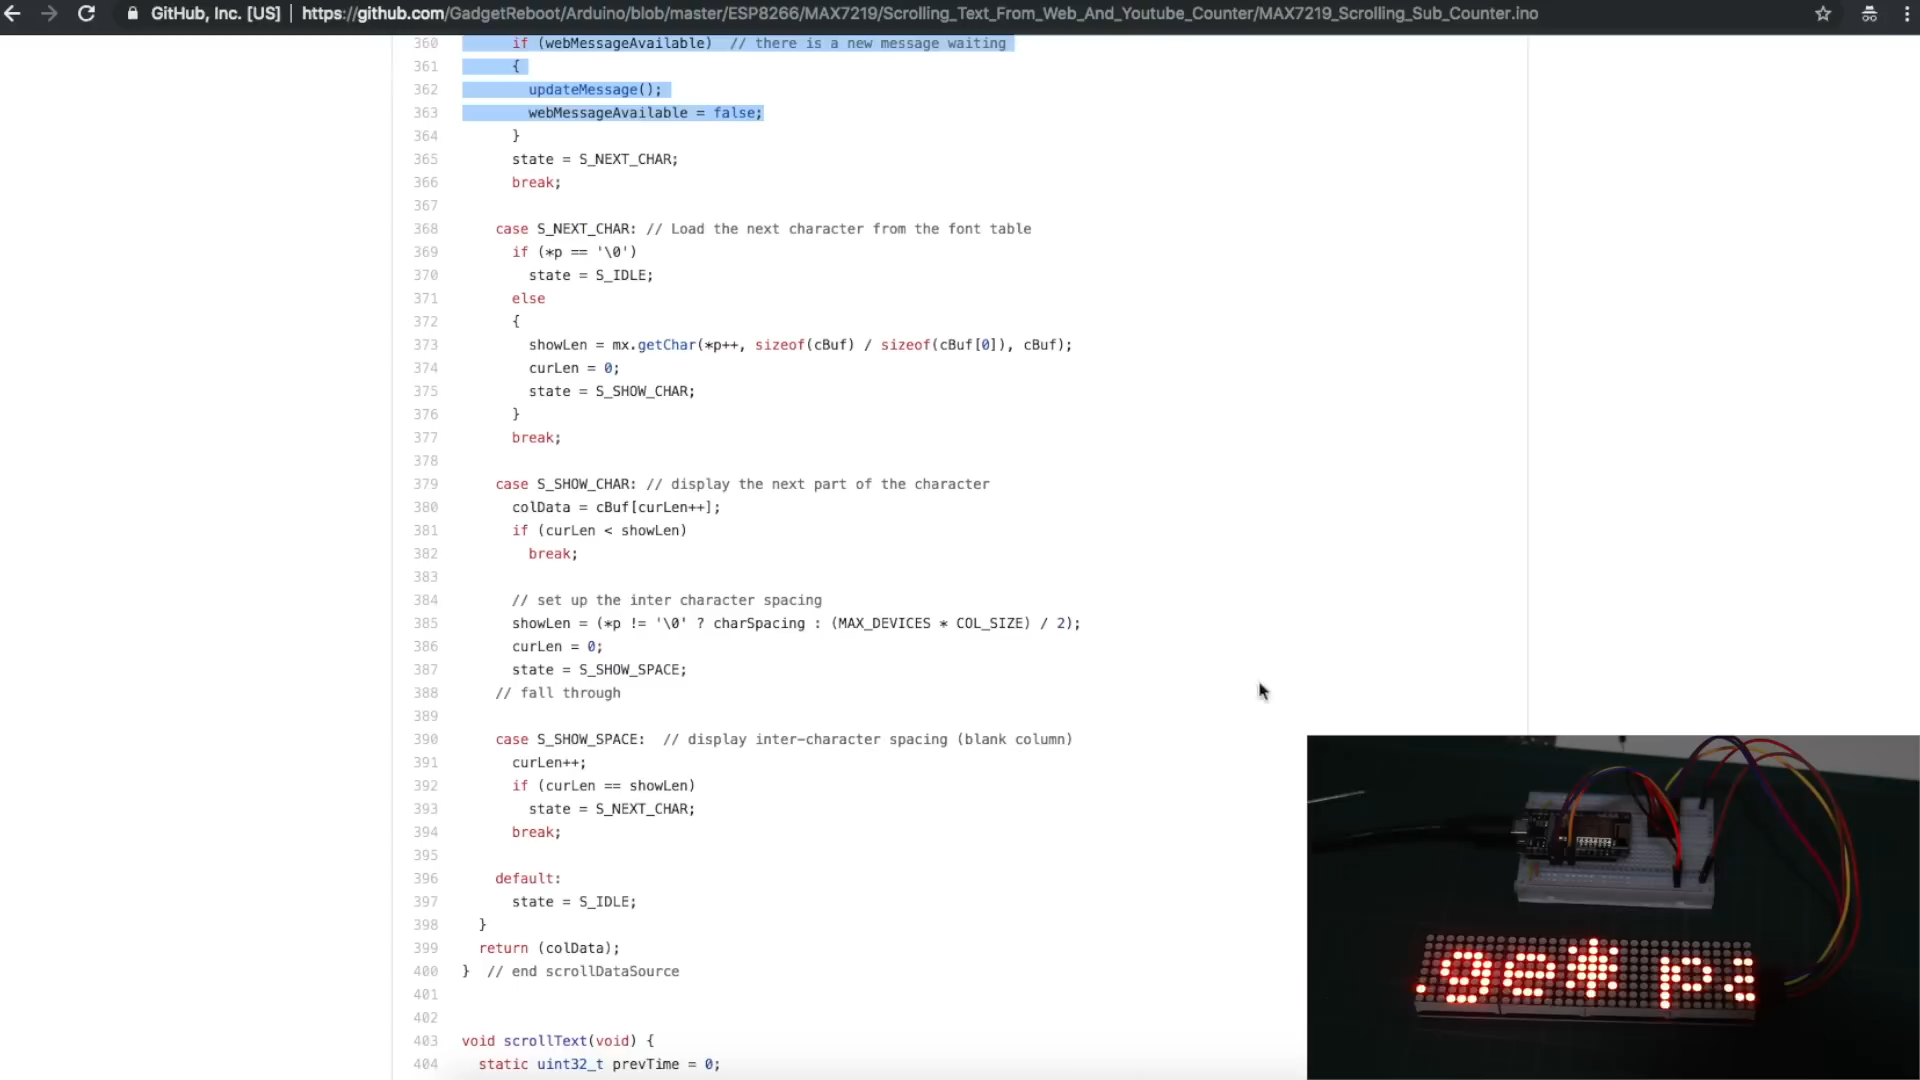 GitHub, Inc. [US] | https://github.com/GadgetReboot/Arduino/blob/master/ESP8266/MAX7219/Scrolling_Text_From_Web_And_Youtube_Counter/MAX7219_Scrolling_Sub_Counter.ino
360 if (webMessageAvailable) // there is a new message waiting
361 {
362 updateMessage();
363 webMessageAvailable = false;
364 }
365 state = S_NEXT_CHAR;
366 break;
367
368 case S_NEXT_CHAR: // Load the next character from the font table
369 if (*p == '\0')
370 state = S_IDLE;
371 else
372 {
373 showLen = mx.getChar(*p++, sizeof(cBuf) / sizeof(cBuf[0]), cBuf);
374 curLen = 0;
375 state = S_SHOW_CHAR;
376 }
377 break;
378
379 case S_SHOW_CHAR: // display the next part of the character
380 colData = cBuf[curLen++];
381 if (curLen < showLen)
382 break;
383
384 // set up the inter character spacing
385 showLen = (*p != '\0' ? charSpacing : (MAX_DEVICES * COL_SIZE) / 2);
386 curLen = 0;
387 state = S_SHOW_SPACE;
388 // fall through
389
390 case S_SHOW_SPACE: // display inter-character spacing (blank column)
391 curLen++;
392 if (curLen == showLen)
393 state = S_NEXT_CHAR;
394 break;
395
396 default:
397 state = S_IDLE;
398 }
399 return (colData);
400 } // end scrollDataSource
401
402
403 void scrollText(void) {
404 static uint32_t prevTime = 0;
ge* p